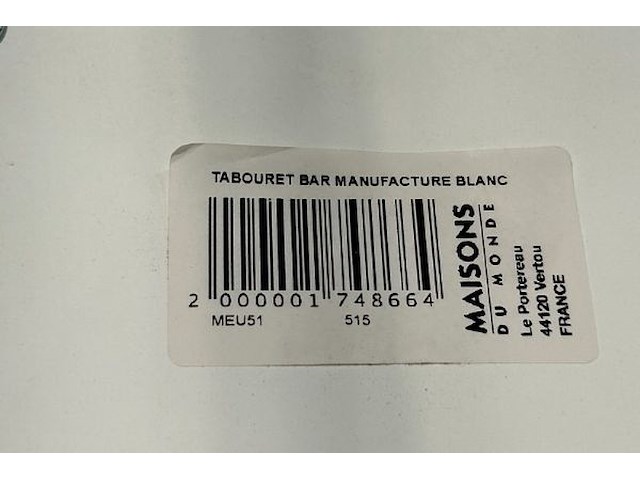 TABOURET BAR MANUFACTURE BLANC
2 000001 748664
MEU51 515
MAISONS
DU MONDE
Le Portereau
44120 Vertou
FRANCE